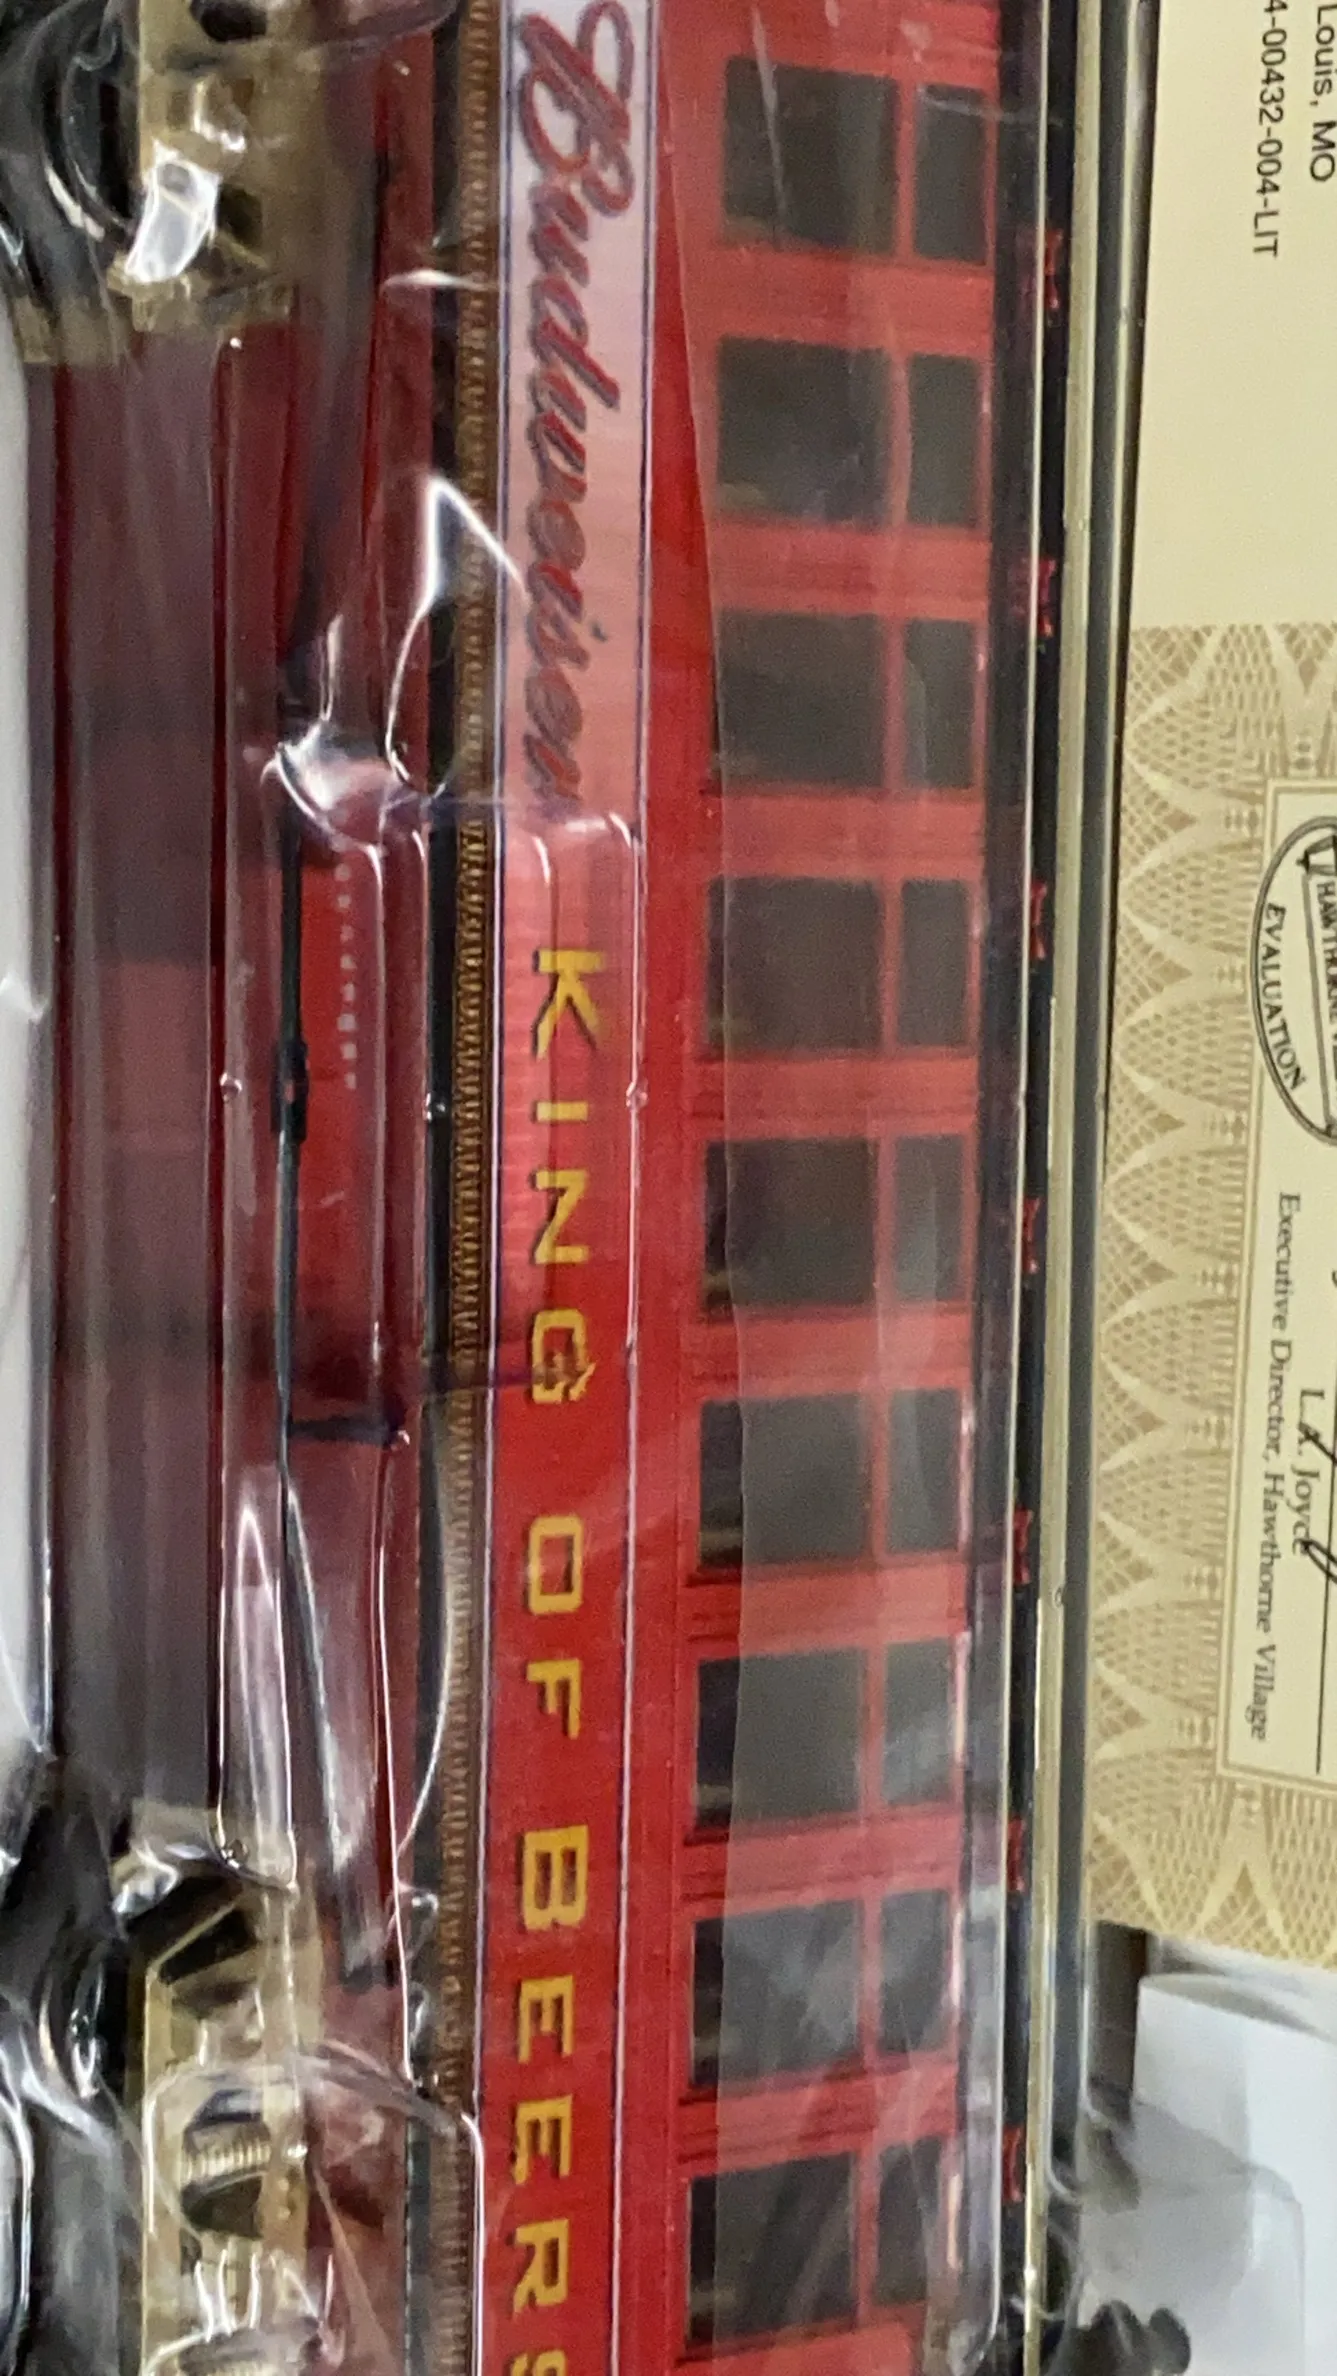 Louis, MO
4-00432-004-LIT
EVALUATION
L.J. Joyce
Executive Director, Hawthorne Village
Budweiser KING OF BEERS